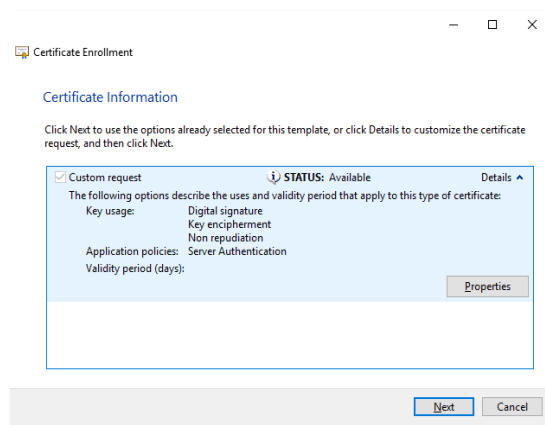 Certificate Enrollment
Certificate Information
Click Next to use the options already selected for this template, or click Details to customize the certificate
request, and then click Next.
Custom request STATUS: Available Details
The following options describe the uses and validity period that apply to this type of certificate:
Key usage: Digital signature
Key encipherment
Non repudiation
Application policies: Server Authentication
Validity period (days):
Properties
Next Cancel